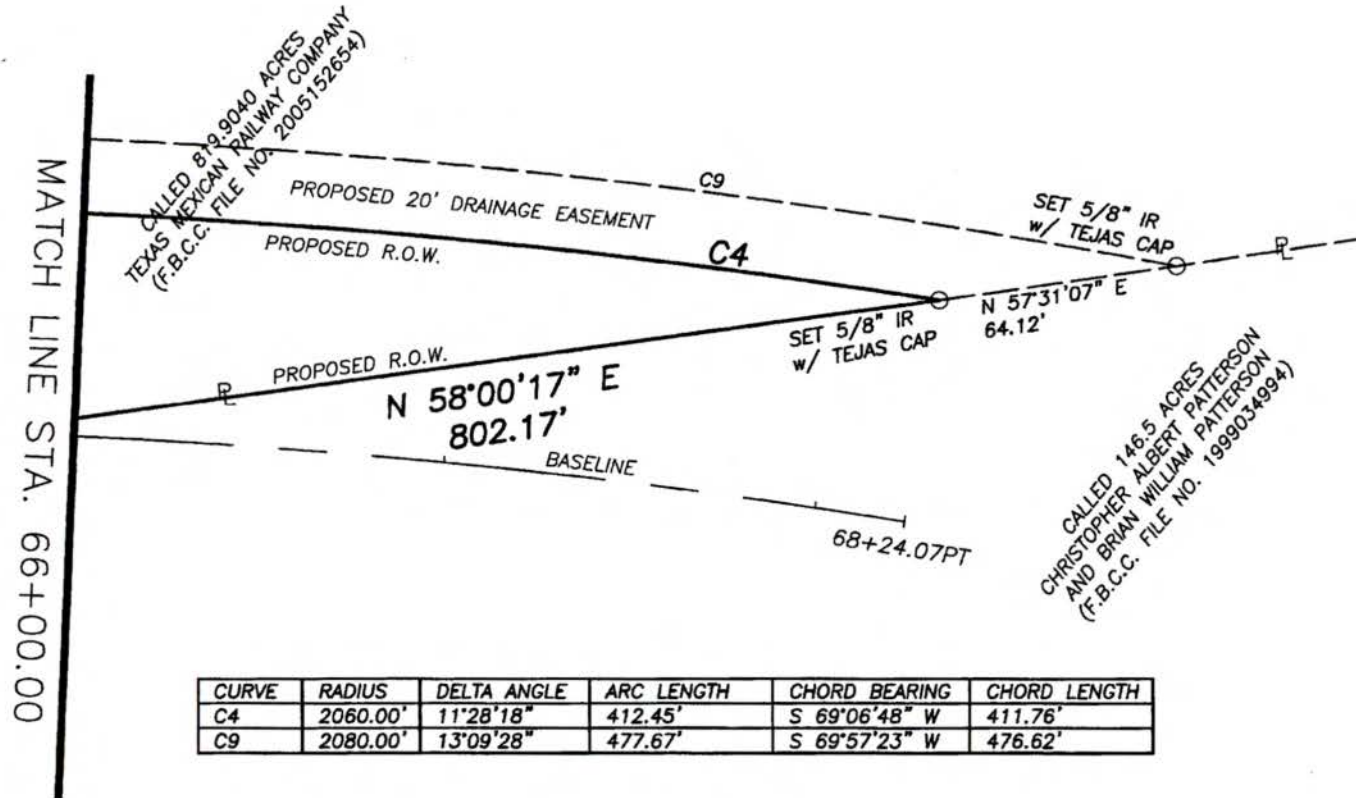 CALLED 819.9040 ACRES
TEXAS MEXICAN RAILWAY COMPANY
(F.B.C.C. FILE NO. 2005152654)
MATCH LINE STA. 66+00.00
C9
PROPOSED 20' DRAINAGE EASEMENT
SET 5/8" IR
w/ TEJAS CAP
PL
C4
PROPOSED R.O.W.
N 57°31'07" E
64.12'
SET 5/8" IR
w/ TEJAS CAP
PROPOSED R.O.W.
PL
N 58°00'17" E
802.17'
BASELINE
68+24.07PT
CALLED 146.5 ACRES
CHRISTOPHER ALBERT PATTERSON
AND BRIAN WILLIAM PATTERSON
(F.B.C.C. FILE NO. 1999034994)
CURVE RADIUS DELTA ANGLE ARC LENGTH CHORD BEARING CHORD LENGTH
C4 2060.00' 11°28'18" 412.45' S 69°06'48" W 411.76'
C9 2080.00' 13°09'28" 477.67' S 69°57'23" W 476.62'